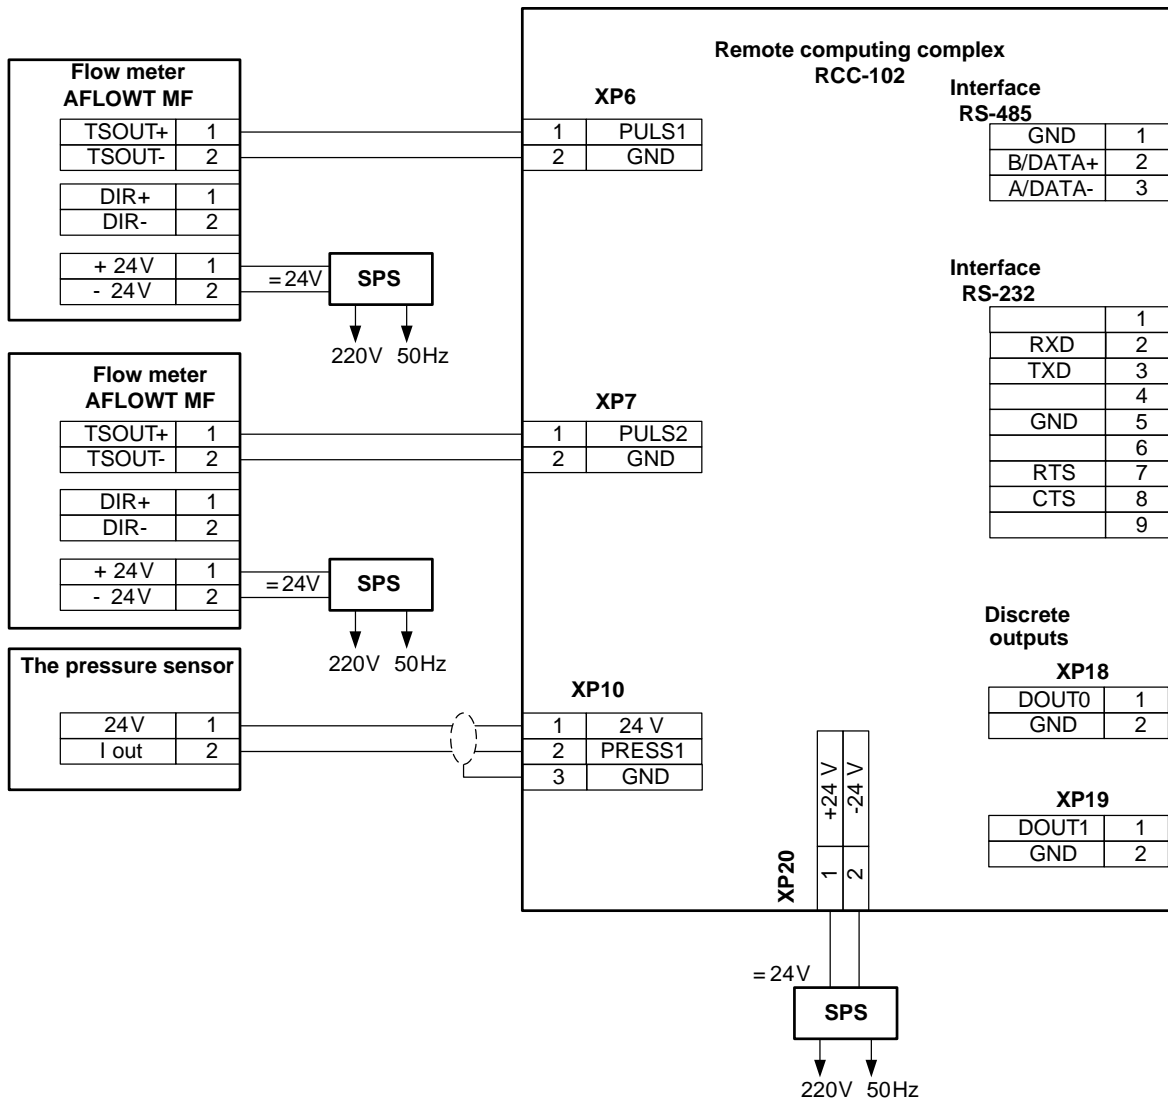 Remote computing complex
RCC-102
Flow meter
AFLOWT MF
TSOUT+ 1
TSOUT- 2
DIR+ 1
DIR- 2
+ 24V 1
- 24V 2
=24V
SPS
220V 50Hz
XP6
1 PULS1
2 GND
Flow meter
AFLOWT MF
TSOUT+ 1
TSOUT- 2
DIR+ 1
DIR- 2
+ 24V 1
- 24V 2
=24V
SPS
220V 50Hz
XP7
1 PULS2
2 GND
The pressure sensor
24V 1
I out 2
XP10
1 24 V
2 PRESS1
3 GND
Interface
RS-485
GND 1
B/DATA+ 2
A/DATA- 3
Interface
RS-232
1
RXD 2
TXD 3
4
GND 5
6
RTS 7
CTS 8
9
Discrete
outputs
XP18
DOUT0 1
GND 2
XP19
DOUT1 1
GND 2
XP20
1 +24 V
2 -24 V
=24V
SPS
220V 50Hz